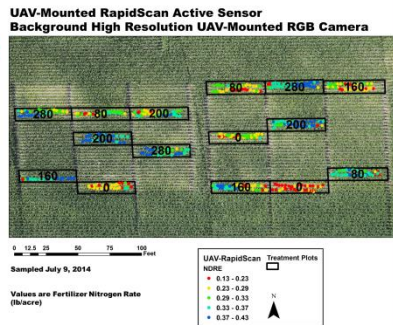 UAV-Mounted RapidScan Active Sensor
Background High Resolution UAV-Mounted RGB Camera
80 280 160
280 80 200
200
200 0
280
160 80
0 160 0
0 12.5 25 50 75 100
Feet
Sampled July 9, 2014
Values are Fertilizer Nitrogen Rate
(lb/acre)
UAV-RapidScan Treatment Plots
NDRE
0.13 - 0.23
0.23 - 0.29
0.29 - 0.33
0.33 - 0.37
0.37 - 0.43
N